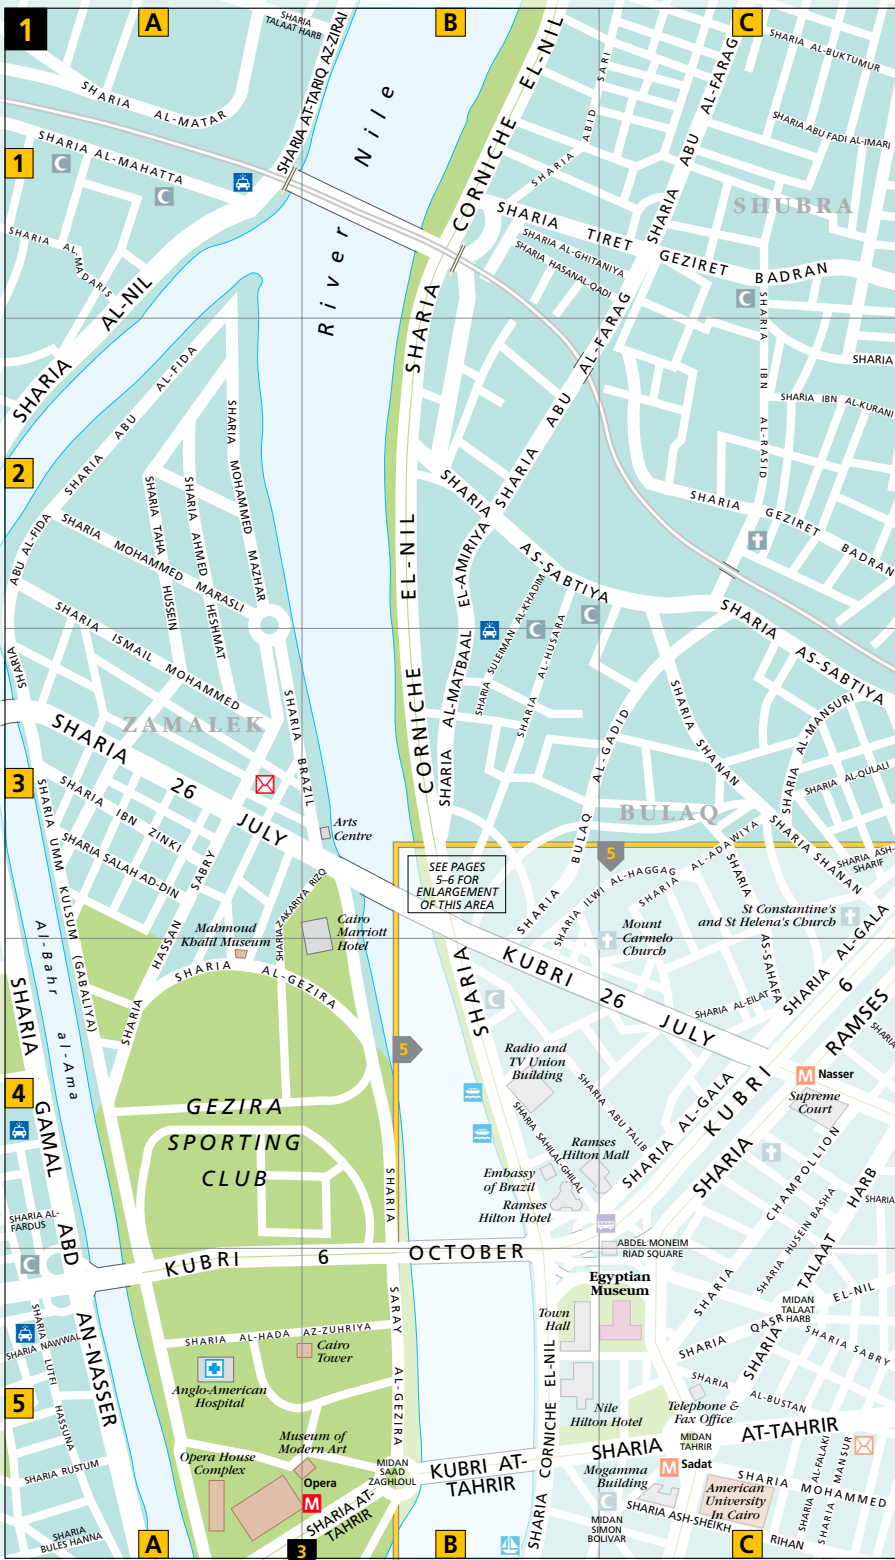 1
A
B
C
SHARIA
TALAAT HARB
SHARIA AT-TARIQ AZ-ZIRAI
SHARIA AL-MATAR
River Nile
CORNICHE EL-NIL
SHARIA ABID SARI
SHARIA ABU AL-FARAG
SHARIA AL-BUKTUMUR
SHARIA ABU FADI AL-IMARI
1
SHARIA AL-MAHATTA
SHUBRA
SHARIA TIRET GEZIRET BADRAN
SHARIA AL-GHITANIYA
SHARIA HASANAL-QADI
SHARIA AL-MADARIS
SHARIA AL-NIL
SHARIA
SHARIA ABU AL-FARAG
SHARIA IBN AL-RASID
SHARIA
SHARIA IBN AL-KURANI
SHARIA ABU AL-FIDA
SHARIA MOHAMMED MAZHAR
2
ABU AL-FIDA
SHARIA TAHA HUSSEIN
SHARIA AHMED HESHMAT
SHARIA MOHAMMED MARASLI
EL-NIL
SHARIA AS-SABTIYA
SHARIA GEZIRET BADRAN
SHARIA ISMAIL MOHAMMED
SHARIA AL-MATBAAL EL-AMIRIYA
SHARIA SULEIMAN AL-KHADIM
SHARIA AL-HUSARA
SHARIA AS-SABTIYA
SHARIA
ZAMALEK
SHARIA BRAZIL
CORNICHE
SHARIA SHANAN
SHARIA AL-MANSURI
SHARIA AL-QULALI
SHARIA 26 JULY
3
SHARIA IBN ZINKI
SHARIA SALAH AD-DIN
SHARIA UMM KULSUM (GABALIYA)
SHARIA HASSAN SABRY
Arts
Centre
BULAQ
SHARIA BULAQ AL-GADID
SEE PAGES
5–6 FOR
ENLARGEMENT
OF THIS AREA
5
SHARIA ILWI AL-HAGGAG
SHARIA AL-ADAWIYA
SHARIA SHANAN
SHARIA ASH-
SHARIF
SHARIA AS-SAHAFA
SHARIA ZAKARIYA RIZQ
Cairo
Marriott
Hotel
Mahmoud
Khalil Museum
SHARIA AL-GEZIRA
Mount
Carmelo
Church
St Constantine's
and St Helena's Church
SHARIA AL-GALA
Al-Bahr al-Ama
SHARIA
KUBRI 26 JULY
SHARIA AL-EILAT
6
RAMSES
SHARIA
SHARIA
5
Radio and
TV Union
Building
Nasser
Supreme
Court
4
GEZIRA
SPORTING
CLUB
SHARIA ABU TALIB
SHARIA SAHILAL-GHILAL
SHARIA AL-GALA
KUBRI
SHARIA
Ramses
Hilton Mall
Embassy
of Brazil
Ramses
Hilton Hotel
SHARIA CHAMPOLLION
SHARIA HUSEIN BASHA
SHARIA TALAAT HARB
SHARIA
GAMAL ABD AN-NASSER
SHARIA AL-
FARDUS
SHARIA
SARAY AL-GEZIRA
KUBRI 6 OCTOBER
ABDEL MONEIM
RIAD SQUARE
Egyptian
Museum
Town
Hall
MIDAN
TALAAT
HARB
SHARIA QASR EL-NIL
SHARIA SABRY
SHARIA NAWWAL
SHARIA LUTFI HASSUNA
SHARIA AL-HADA AZ-ZUHRIYA
Cairo
Tower
Anglo-American
Hospital
5
SHARIA CORNICHE EL-NIL
Nile
Hilton Hotel
SHARIA AL-BUSTAN
Telephone &
Fax Office
MIDAN
TAHRIR
SHARIA AT-TAHRIR
Museum of
Modern Art
Opera House
Complex
Opera
MIDAN
SAAD
ZAGHLOUL
KUBRI AT-
TAHRIR
Mogamma
Building
Sadat
American
University
In Cairo
SHARIA MOHAMMED
SHARIA AL-FALAKI
SHARIA MANSUR
SHARIA RUSTUM
SHARIA
BULES HANNA
SHARIA AT-
TAHRIR
MIDAN
SIMON
BOLIVAR
SHARIA ASH-SHEIKH RIHAN
A
3
B
C